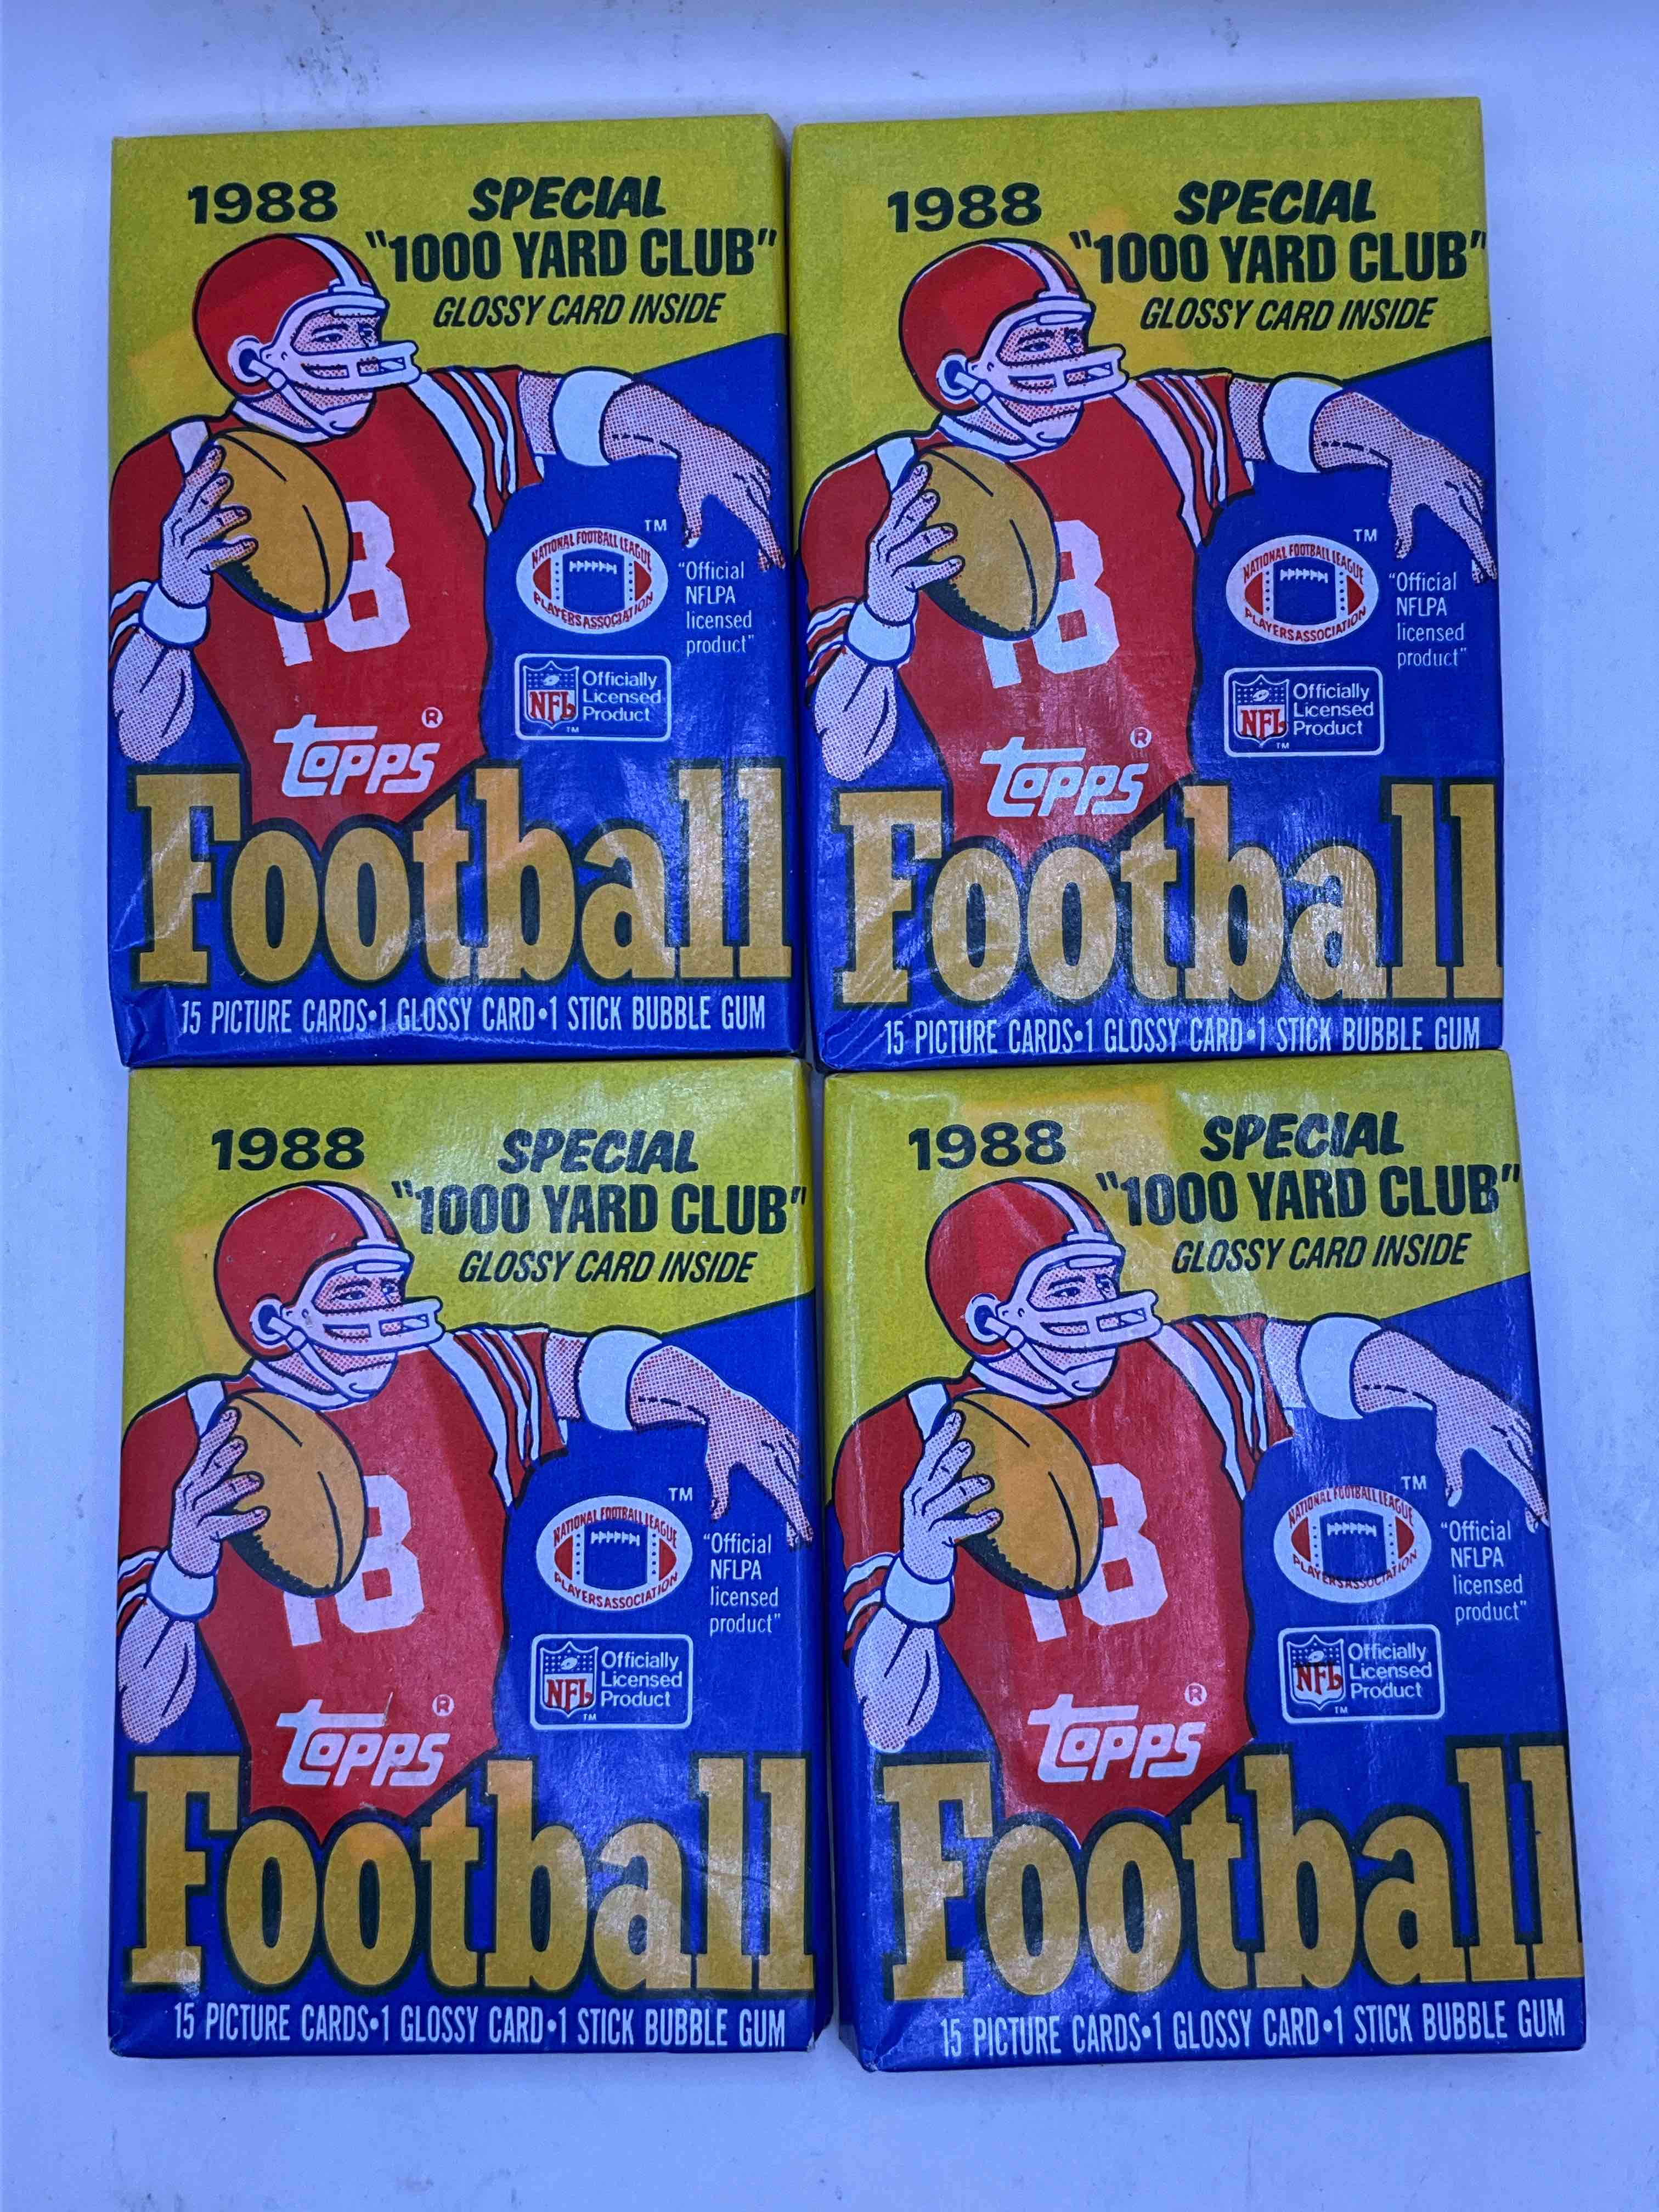 1988
SPECIAL
"1000 YARD CLUB"
GLOSSY CARD INSIDE
18
TM
NATIONAL FOOTBALL LEAGUE
PLAYERS ASSOCIATION
"Official
NFLPA
licensed
product"
NFL
TM
Officially
Licensed
Product
Topps ®
Football
15 PICTURE CARDS•1 GLOSSY CARD•1 STICK BUBBLE GUM
1988
SPECIAL
"1000 YARD CLUB"
GLOSSY CARD INSIDE
18
TM
NATIONAL FOOTBALL LEAGUE
PLAYERS ASSOCIATION
"Official
NFLPA
licensed
product"
NFL
TM
Officially
Licensed
Product
Topps ®
Football
15 PICTURE CARDS•1 GLOSSY CARD•1 STICK BUBBLE GUM
1988
SPECIAL
"1000 YARD CLUB"
GLOSSY CARD INSIDE
18
TM
NATIONAL FOOTBALL LEAGUE
PLAYERS ASSOCIATION
"Official
NFLPA
licensed
product"
NFL
TM
Officially
Licensed
Product
Topps ®
Football
15 PICTURE CARDS•1 GLOSSY CARD•1 STICK BUBBLE GUM
1988
SPECIAL
"1000 YARD CLUB"
GLOSSY CARD INSIDE
18
TM
NATIONAL FOOTBALL LEAGUE
PLAYERS ASSOCIATION
"Official
NFLPA
licensed
product"
NFL
TM
Officially
Licensed
Product
Topps ®
Football
15 PICTURE CARDS•1 GLOSSY CARD•1 STICK BUBBLE GUM